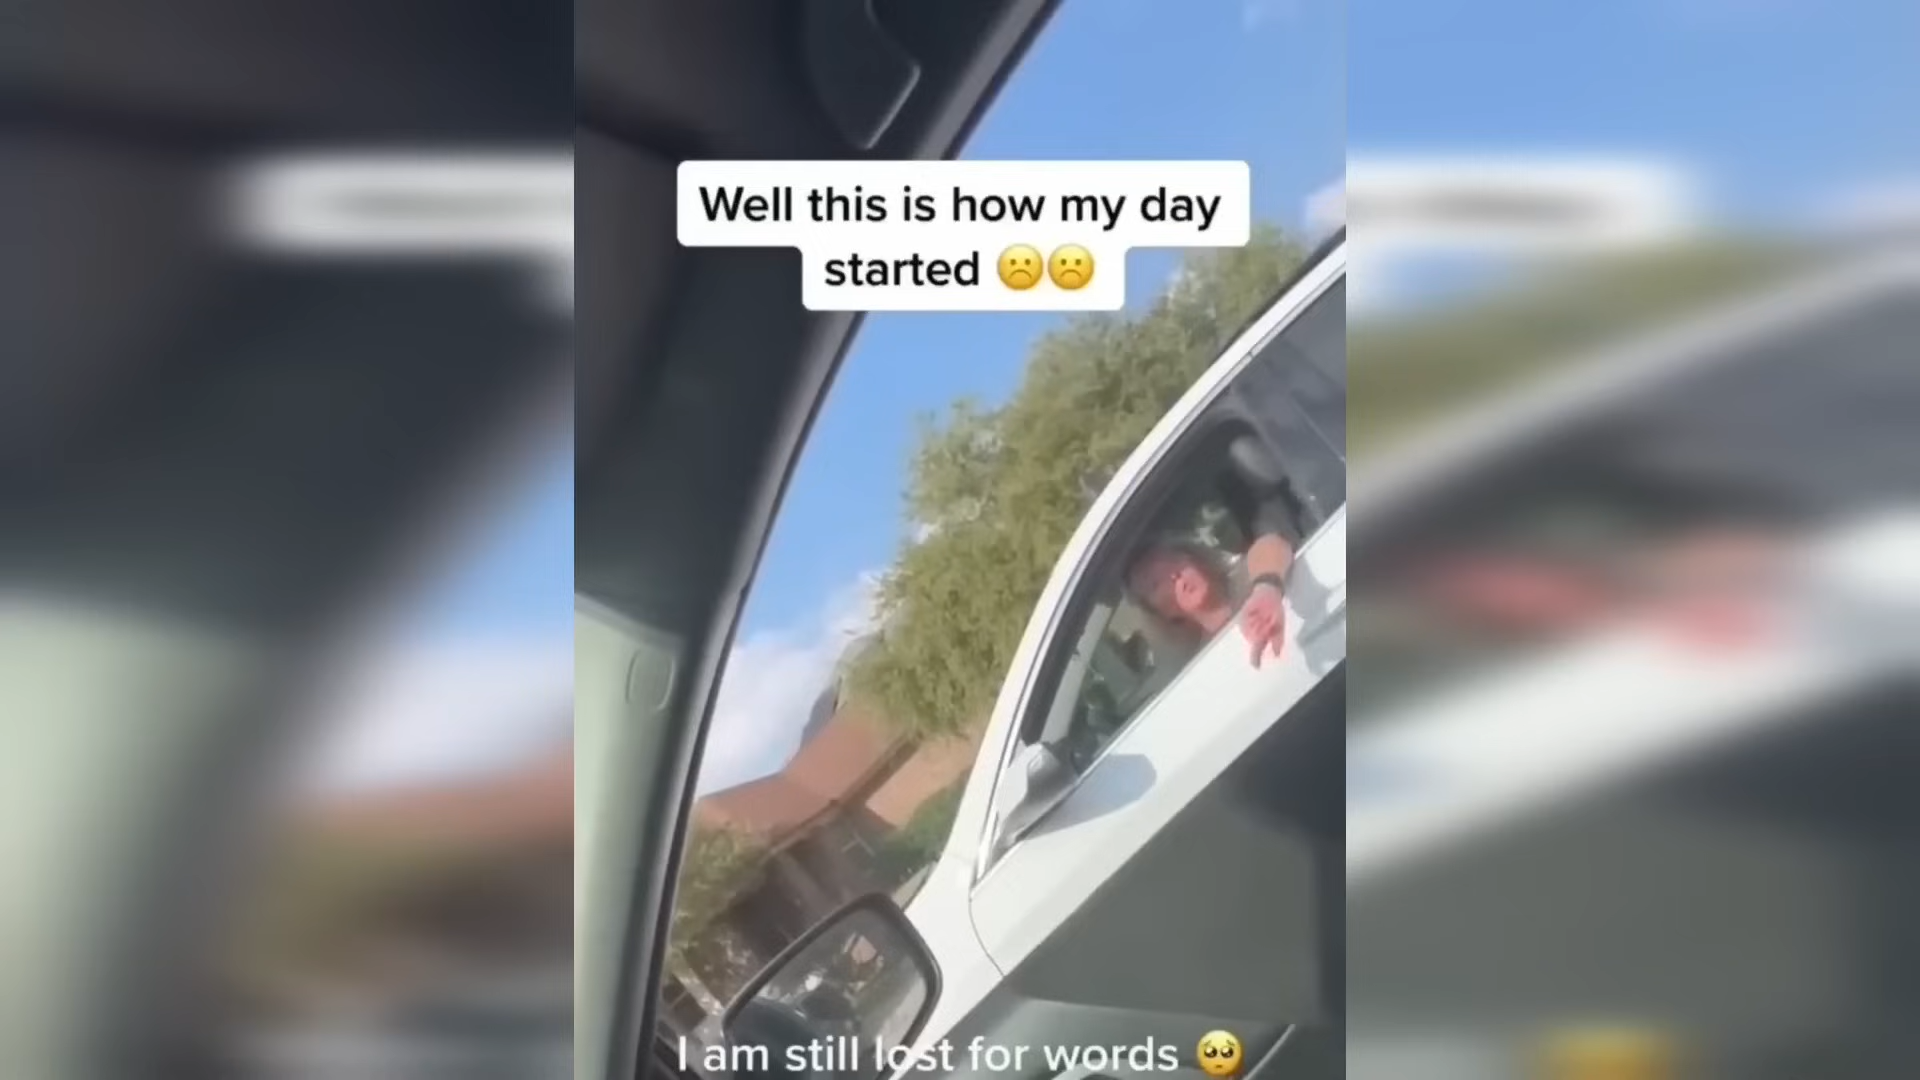 Well this is how my day
started ☹️☹️
I am still lost for words 🥺